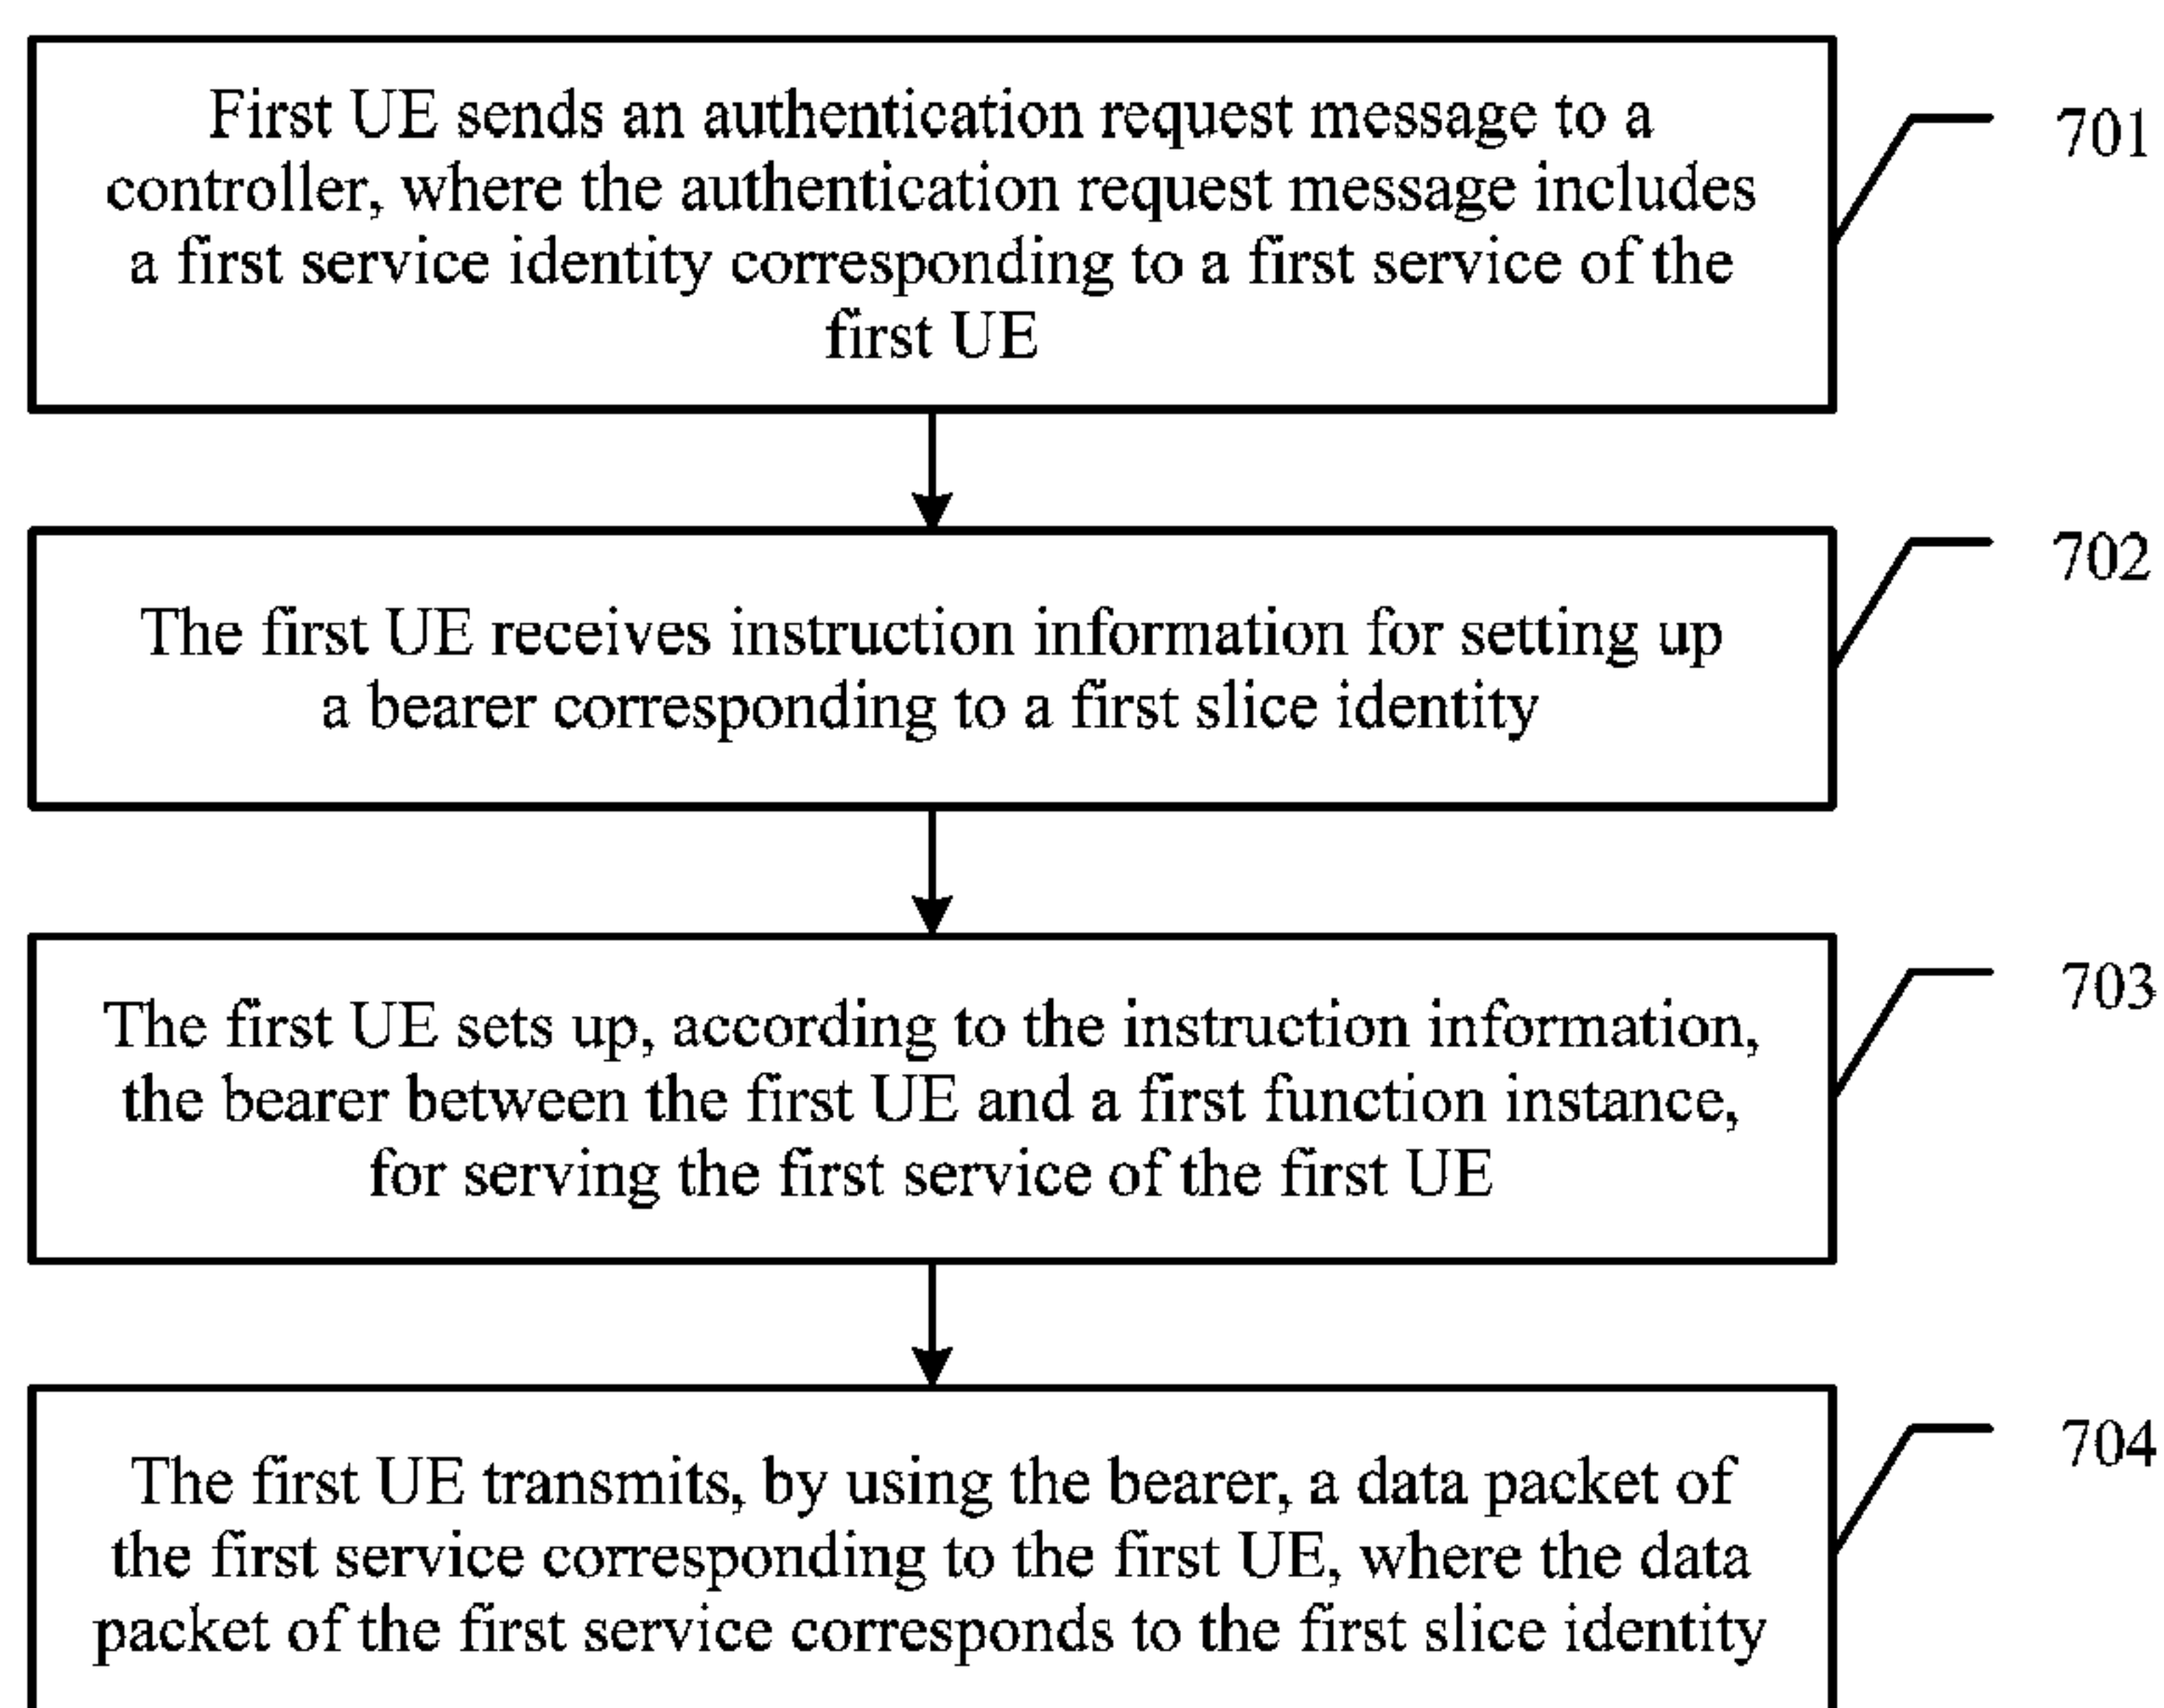 First UE sends an authentication request message to a
controller, where the authentication request message includes
a first service identity corresponding to a first service of the
first UE
701
The first UE receives instruction information for setting up
a bearer corresponding to a first slice identity
702
The first UE sets up, according to the instruction information,
the bearer between the first UE and a first function instance,
for serving the first service of the first UE
703
The first UE transmits, by using the bearer, a data packet of
the first service corresponding to the first UE, where the data
packet of the first service corresponds to the first slice identity
704